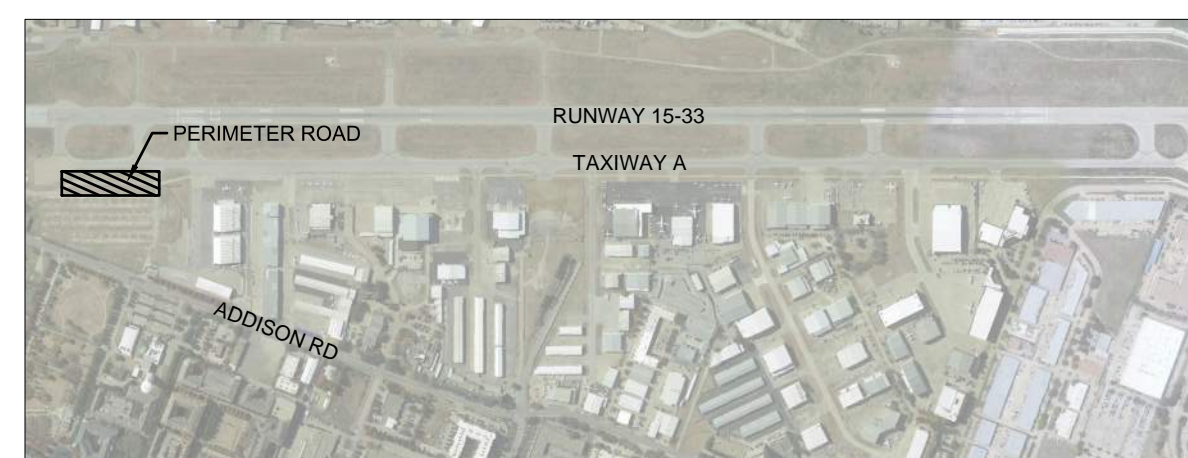 RUNWAY 15-33
PERIMETER ROAD
TAXIWAY A
ADDISON RD